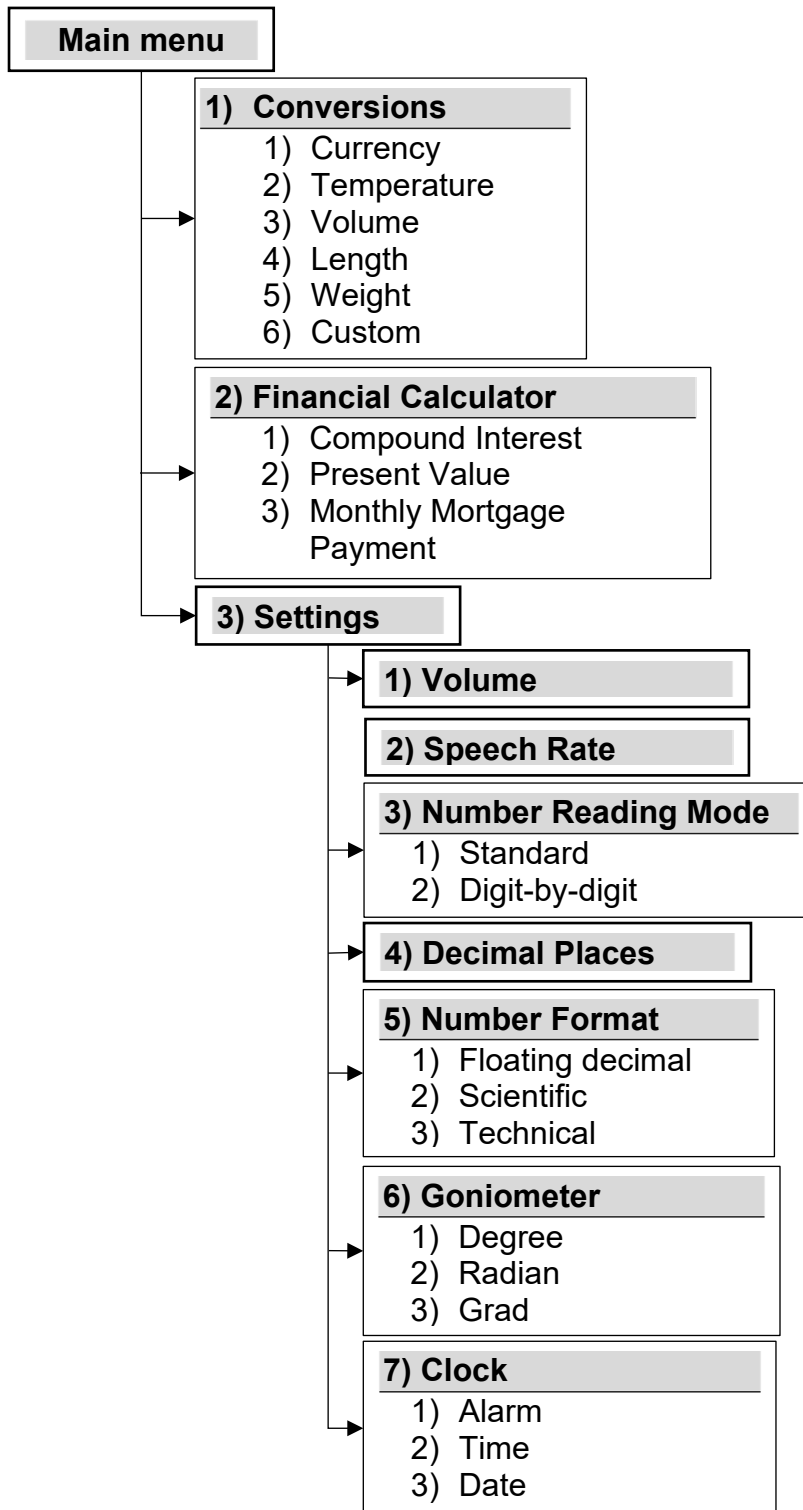 Main menu
1) Conversions
1) Currency
2) Temperature
3) Volume
4) Length
5) Weight
6) Custom
2) Financial Calculator
1) Compound Interest
2) Present Value
3) Monthly Mortgage
Payment
3) Settings
1) Volume
2) Speech Rate
3) Number Reading Mode
1) Standard
2) Digit-by-digit
4) Decimal Places
5) Number Format
1) Floating decimal
2) Scientific
3) Technical
6) Goniometer
1) Degree
2) Radian
3) Grad
7) Clock
1) Alarm
2) Time
3) Date